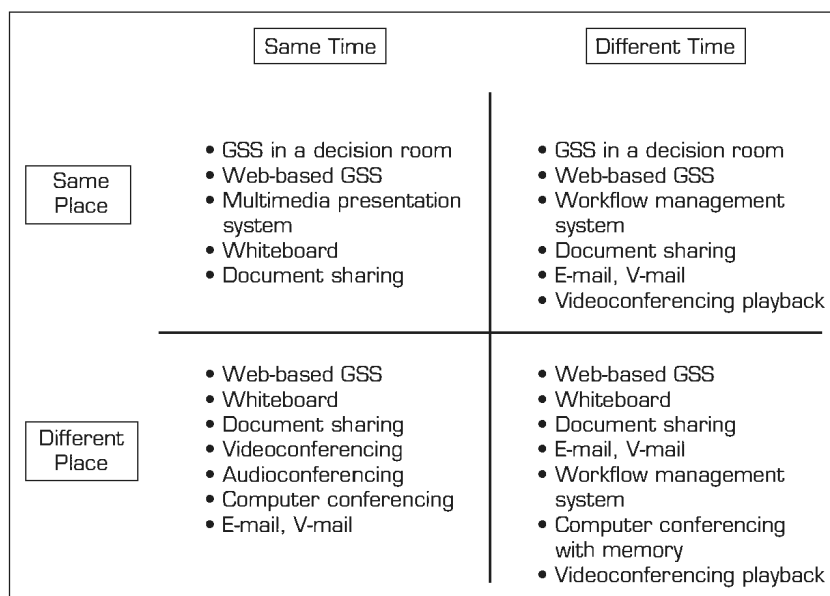 Same Time
Different Time
Same
Place
• GSS in a decision room
• Web-based GSS
• Multimedia presentation
system
• Whiteboard
• Document sharing
• GSS in a decision room
• Web-based GSS
• Workflow management
system
• Document sharing
• E-mail, V-mail
• Videoconferencing playback
Different
Place
• Web-based GSS
• Whiteboard
• Document sharing
• Videoconferencing
• Audioconferencing
• Computer conferencing
• E-mail, V-mail
• Web-based GSS
• Whiteboard
• Document sharing
• E-mail, V-mail
• Workflow management
system
• Computer conferencing
with memory
• Videoconferencing playback